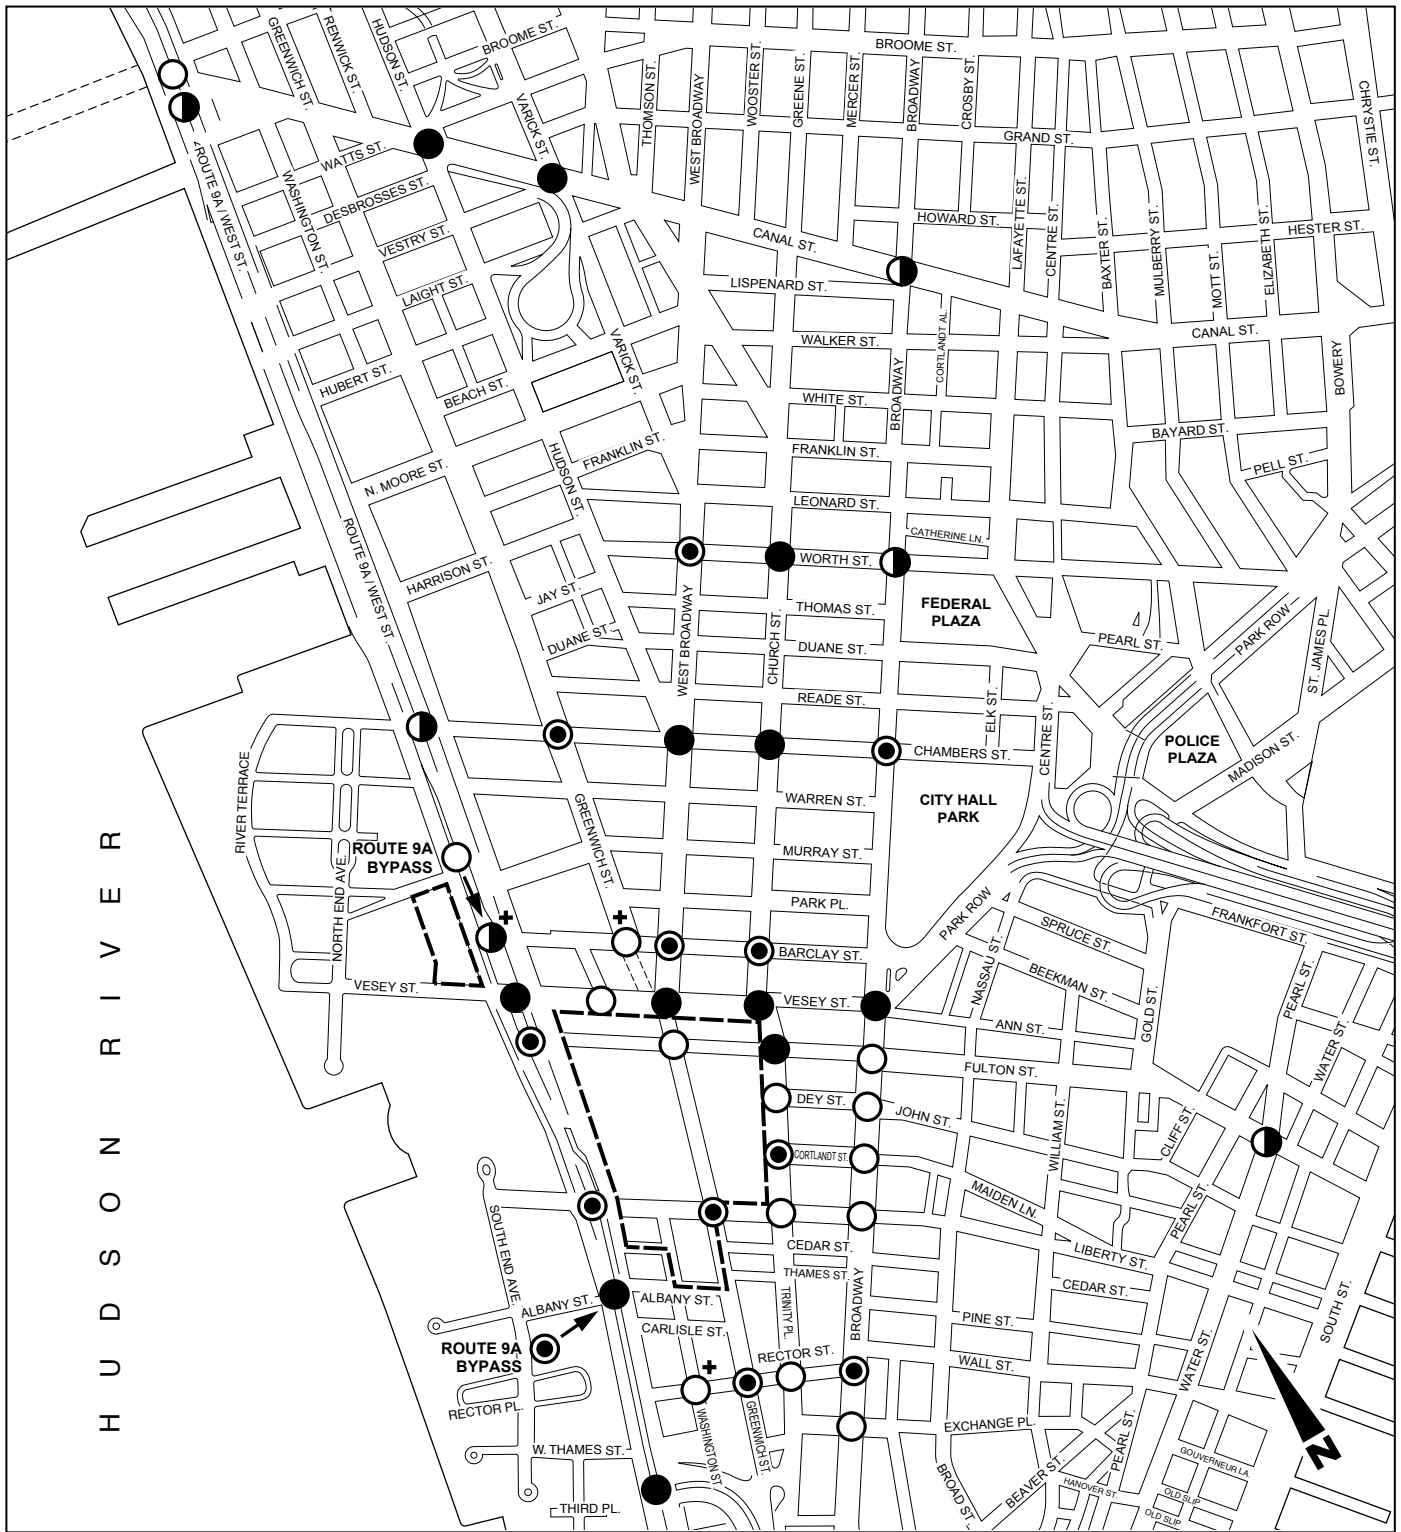 GREENWICH ST.
RENWICK ST.
HUDSON ST.
BROOME ST.
BROOME ST.
THOMSON ST.
WEST BROADWAY
WOOSTER ST.
GREENE ST.
MERCER ST.
BROADWAY
CROSBY ST.
CHRYSTIE ST.
VARICK ST.
GRAND ST.
WATTS ST.
ROUTE 9A / WEST ST.
WASHINGTON ST.
DESBROSSES ST.
VESTRY ST.
LAIGHT ST.
CANAL ST.
HOWARD ST.
LAFAYETTE ST.
CENTRE ST.
BAXTER ST.
MULBERRY ST.
MOTT ST.
ELIZABETH ST.
HESTER ST.
LISPENARD ST.
CORTLANDT AL.
WALKER ST.
CANAL ST.
BOWERY
HUBERT ST.
BEACH ST.
VARICK ST.
WHITE ST.
BROADWAY
BAYARD ST.
PELL ST.
FRANKLIN ST.
FRANKLIN ST.
N. MOORE ST.
HUDSON ST.
LEONARD ST.
CATHERINE LN.
ROUTE 9A / WEST ST.
HARRISON ST.
JAY ST.
DUANE ST.
WORTH ST.
THOMAS ST.
FEDERAL
PLAZA
PARK ROW
ST. JAMES PL.
PEARL ST.
WEST BROADWAY
CHURCH ST.
DUANE ST.
READE ST.
ELK ST.
CENTRE ST.
CHAMBERS ST.
POLICE
PLAZA
MADISON ST.
RIVER TERRACE
GREENWICH ST.
WARREN ST.
CITY HALL
PARK
MURRAY ST.
ROUTE 9A
BYPASS
NORTH END AVE.
PARK PL.
PARK ROW
SPRUCE ST.
FRANKFORT ST.
BARCLAY ST.
NASSAU ST.
BEEKMAN ST.
GOLD ST.
PEARL ST.
VESEY ST.
VESEY ST.
ANN ST.
WATER ST.
FULTON ST.
DEY ST.
JOHN ST.
WILLIAM ST.
CLIFF ST.
CORTLANDT ST.
MAIDEN LN.
PEARL ST.
SOUTH END AVE.
CEDAR ST.
LIBERTY ST.
THAMES ST.
CEDAR ST.
ALBANY ST.
ALBANY ST.
TRINITY PL.
BROADWAY
PINE ST.
SOUTH ST.
CARLISLE ST.
ROUTE 9A
BYPASS
RECTOR ST.
WALL ST.
WATER ST.
RECTOR PL.
WASHINGTON ST
GREENWICH ST.
EXCHANGE PL.
PEARL ST.
W. THAMES ST.
BROAD ST.
BEAVER ST.
HANOVER ST.
GOUVERNEUR LA.
OLD SLIP
OLD SLIP
THIRD PL.
N
HUDSON RIVER